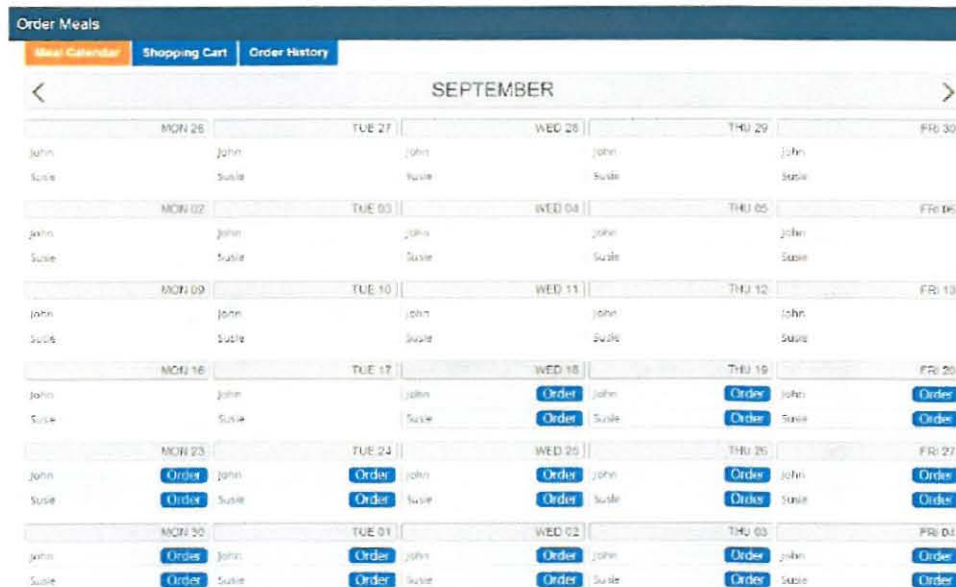 Order Meals
Meal Calendar Shopping Cart Order History
< SEPTEMBER >
MON 26 TUE 27 WED 28 THU 29 FRI 30
John John John John John
Susie Susie Susie Susie Susie
MON 02 TUE 03 WED 04 THU 05 FRI 06
John John John John John
Susie Susie Susie Susie Susie
MON 09 TUE 10 WED 11 THU 12 FRI 13
John John John John John
Susie Susie Susie Susie Susie
MON 16 TUE 17 WED 18 THU 19 FRI 20
John John John Order John Order John Order
Susie Susie Susie Order Susie Order Susie Order
MON 23 TUE 24 WED 25 THU 26 FRI 27
John Order John Order John Order John Order John Order
Susie Order Susie Order Susie Order Susie Order Susie Order
MON 30 TUE 01 WED 02 THU 03 FRI 04
John Order John Order John Order John Order John Order
Susie Order Susie Order Susie Order Susie Order Susie Order